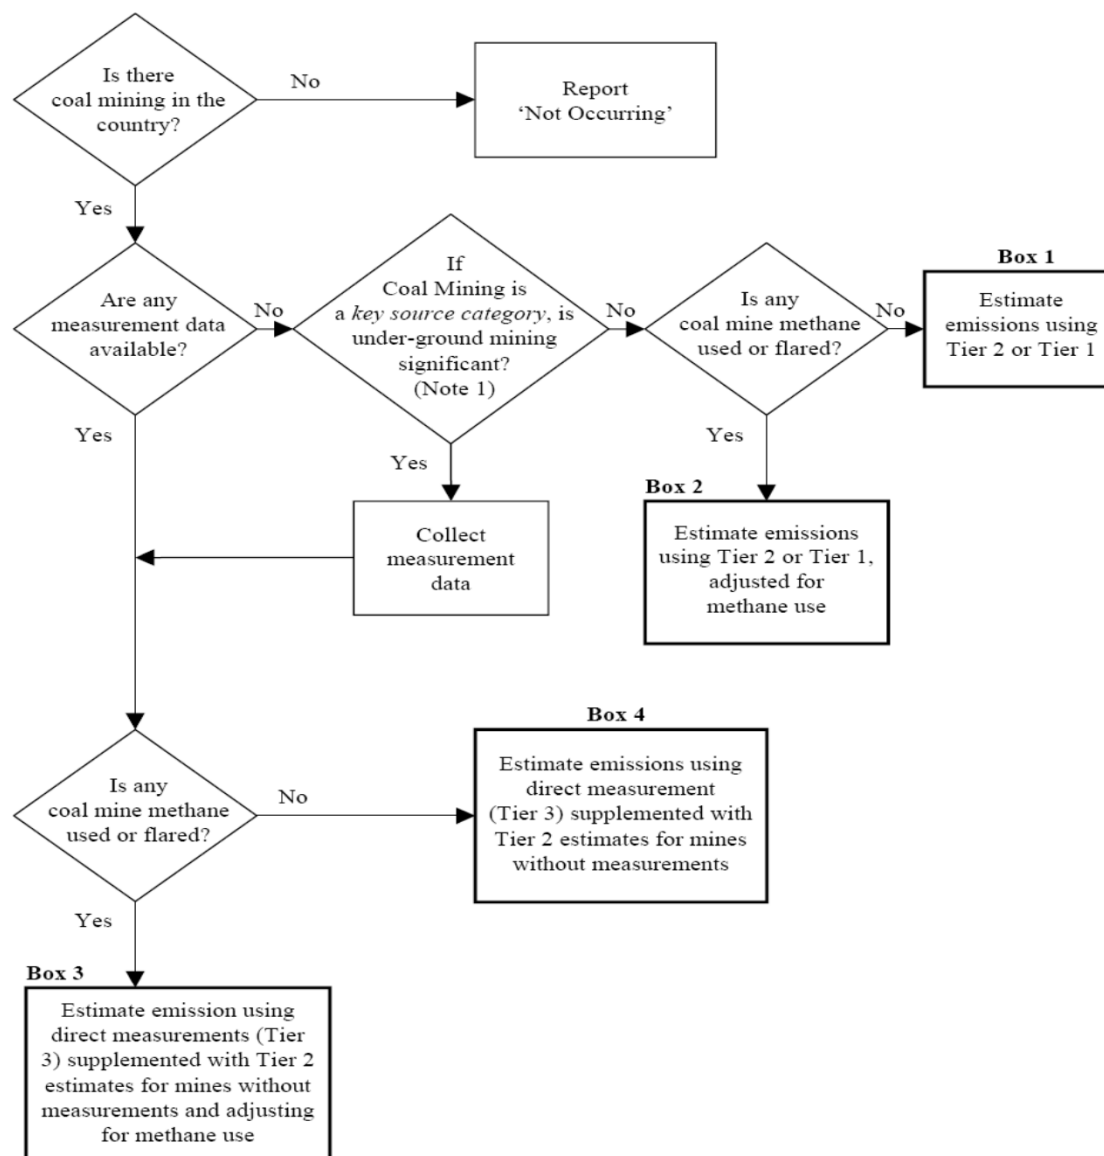 Is there
coal mining in the
country?
No
Report
‘Not Occurring’
Yes
Are any
measurement data
available?
No
If
Coal Mining is
a key source category, is
under-ground mining
significant?
(Note 1)
No
Is any
coal mine methane
used or flared?
No
Box 1
Estimate
emissions using
Tier 2 or Tier 1
Yes
Yes
Yes
Collect
measurement
data
Box 2
Estimate emissions
using Tier 2 or Tier 1,
adjusted for
methane use
Is any
coal mine methane
used or flared?
No
Box 4
Estimate emissions using
direct measurement
(Tier 3) supplemented with
Tier 2 estimates for mines
without measurements
Yes
Box 3
Estimate emission using
direct measurements (Tier
3) supplemented with Tier 2
estimates for mines without
measurements and adjusting
for methane use